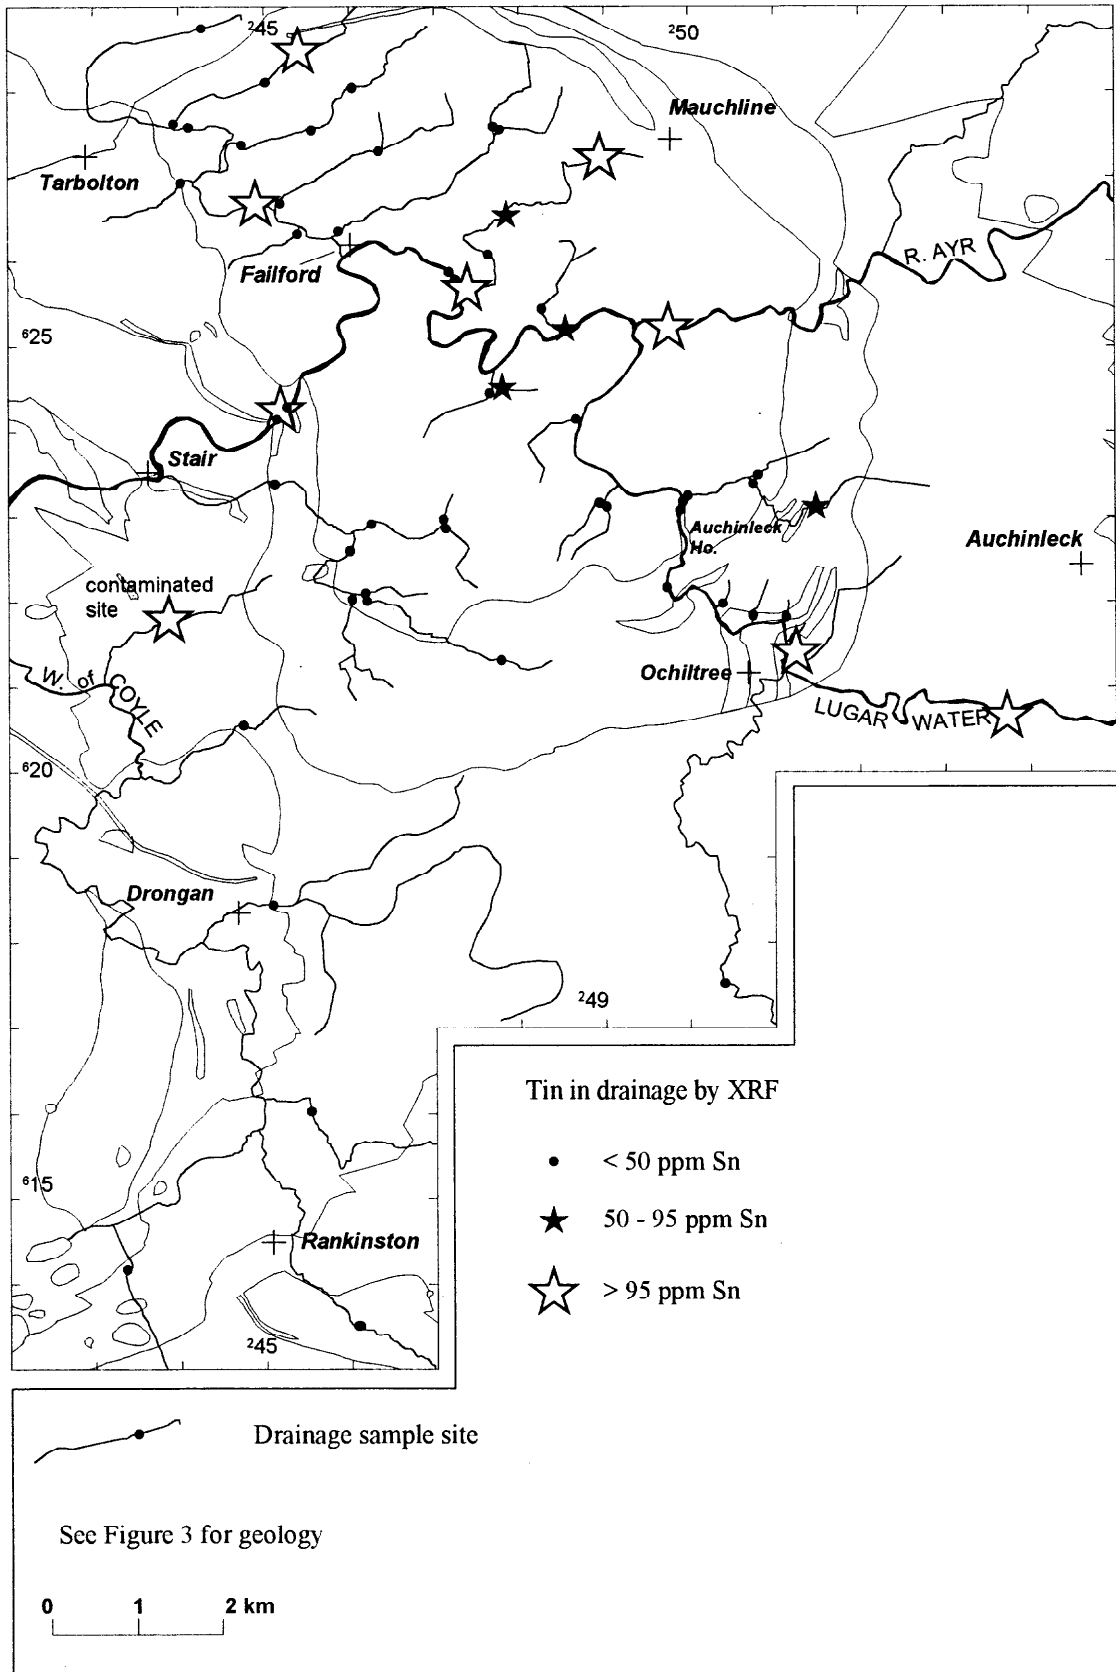 ²45
²50
Mauchline
Tarbolton
R. AYR
Failford
⁶25
Stair
Auchinleck
Ho.
Auchinleck
contaminated
site
W. of COYLE
Ochiltree
LUGAR WATER
⁶20
Drongan
²49
Tin in drainage by XRF
< 50 ppm Sn
⁶15
50 - 95 ppm Sn
Rankinston
> 95 ppm Sn
²45
Drainage sample site
See Figure 3 for geology
0 1 2 km